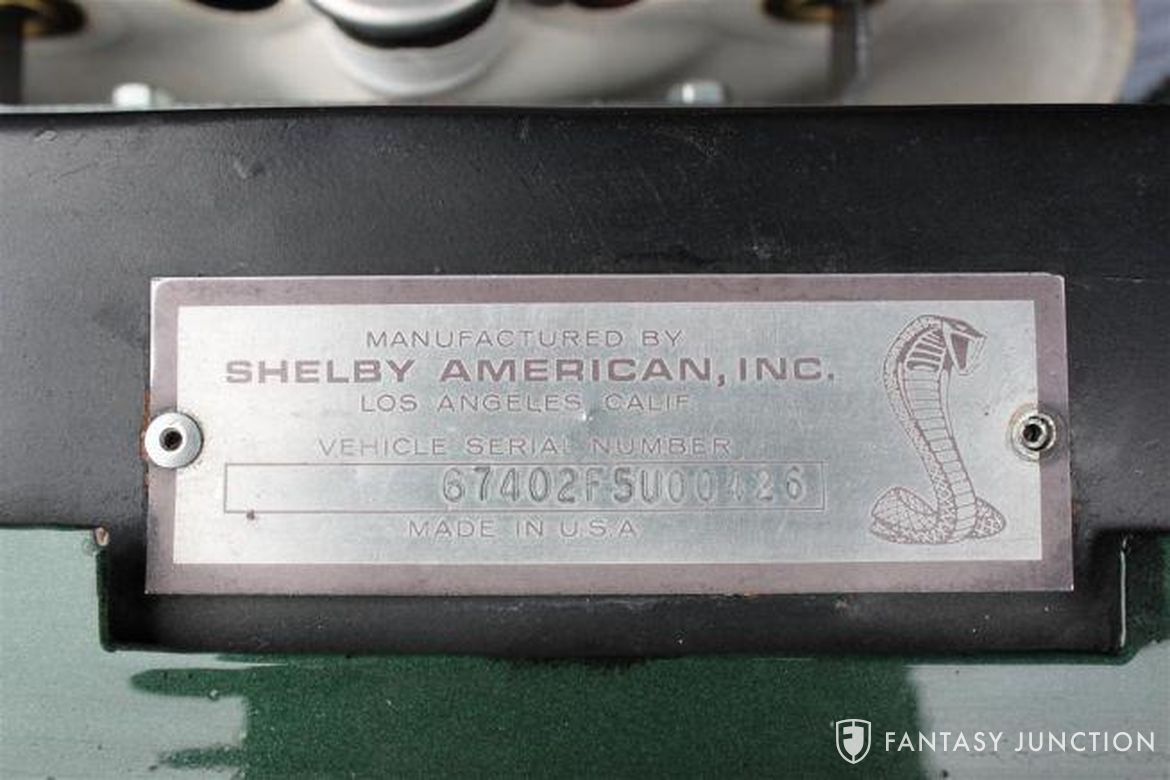 MANUFACTURED BY
SHELBY AMERICAN, INC.
LOS ANGELES, CALIF.
VEHICLE SERIAL NUMBER
67402F5U00426
MADE IN U.S.A
FANTASY JUNCTION